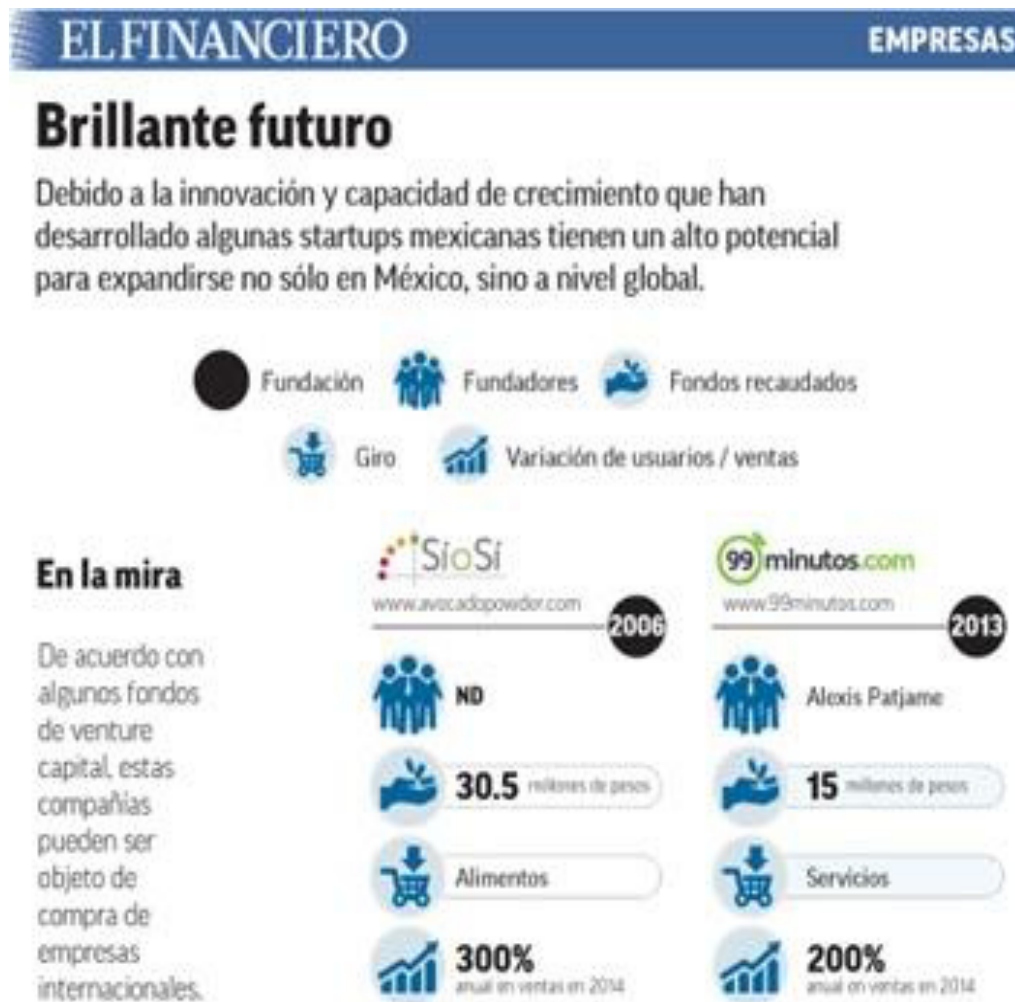 EL FINANCIERO
EMPRESAS
Brillante futuro
Debido a la innovación y capacidad de crecimiento que han
desarrollado algunas startups mexicanas tienen un alto potencial
para expandirse no sólo en México, sino a nivel global.
Fundación
Fundadores
Fondos recaudados
Giro
Variación de usuarios / ventas
En la mira
De acuerdo con
algunos fondos
de venture
capital, estas
compañías
pueden ser
objeto de
compra de
empresas
internacionales.
SíoSí
www.avocadopowder.com
2006
ND
30.5 millones de pesos
Alimentos
300%
anual en ventas en 2014
99minutos.com
www.99minutos.com
2013
Alexis Patjame
15 millones de pesos
Servicios
200%
anual en ventas en 2014